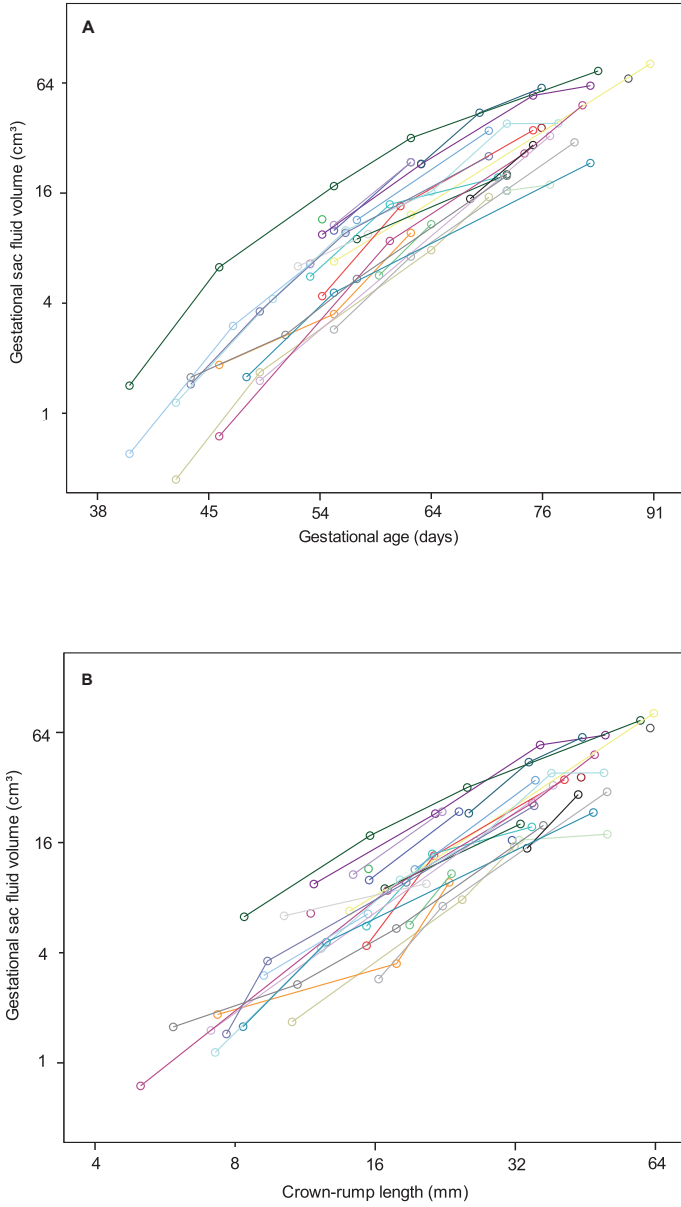 A
64
16
4
1
Gestational sac fluid volume (cm³)
38 45 54 64 76 91
Gestational age (days)
B
64
16
4
1
Gestational sac fluid volume (cm³)
4 8 16 32 64
Crown-rump length (mm)